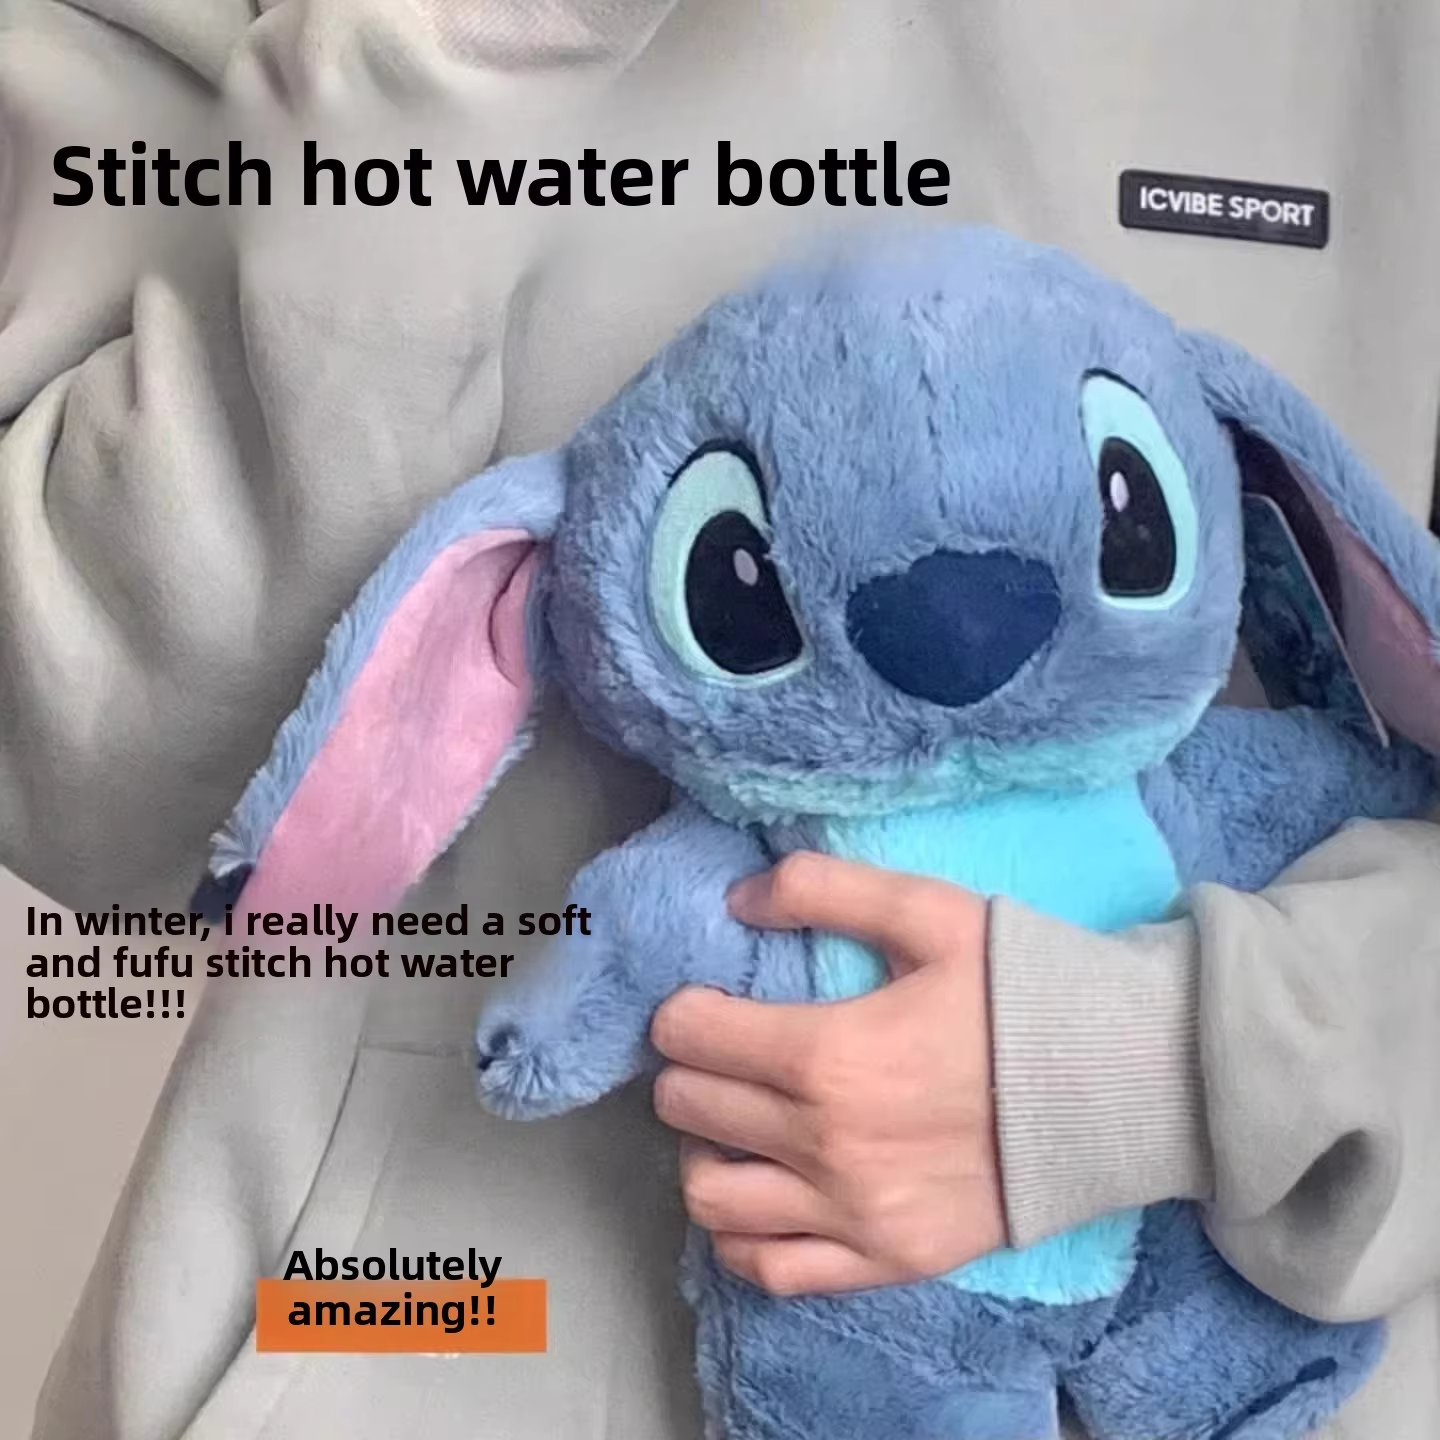 Stitch hot water bottle
ICVIBE SPORT
In winter, i really need a soft
and fufu stitch hot water
bottle!!!
Absolutely
amazing!!